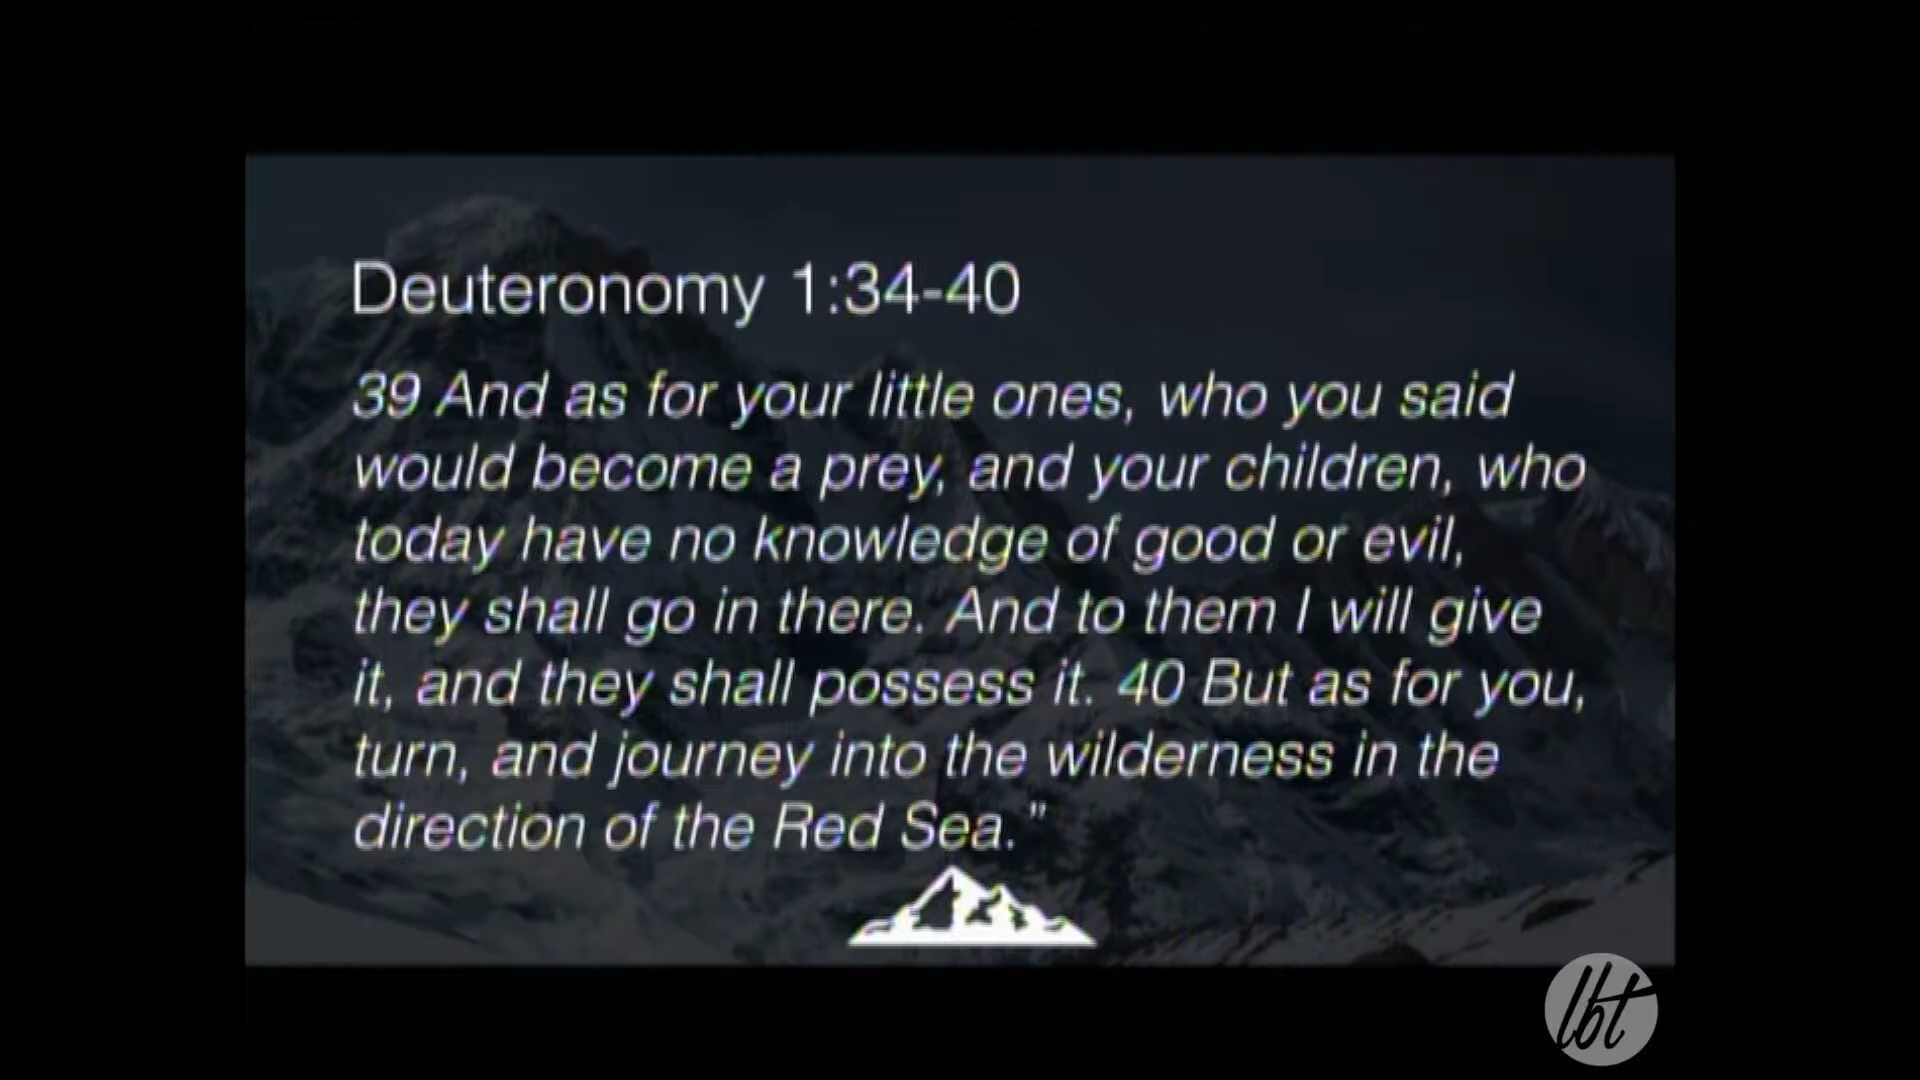 Deuteronomy 1:34-40
39 And as for your little ones, who you said
would become a prey, and your children, who
today have no knowledge of good or evil,
they shall go in there. And to them I will give
it, and they shall possess it. 40 But as for you,
turn, and journey into the wilderness in the
direction of the Red Sea.”
lbt